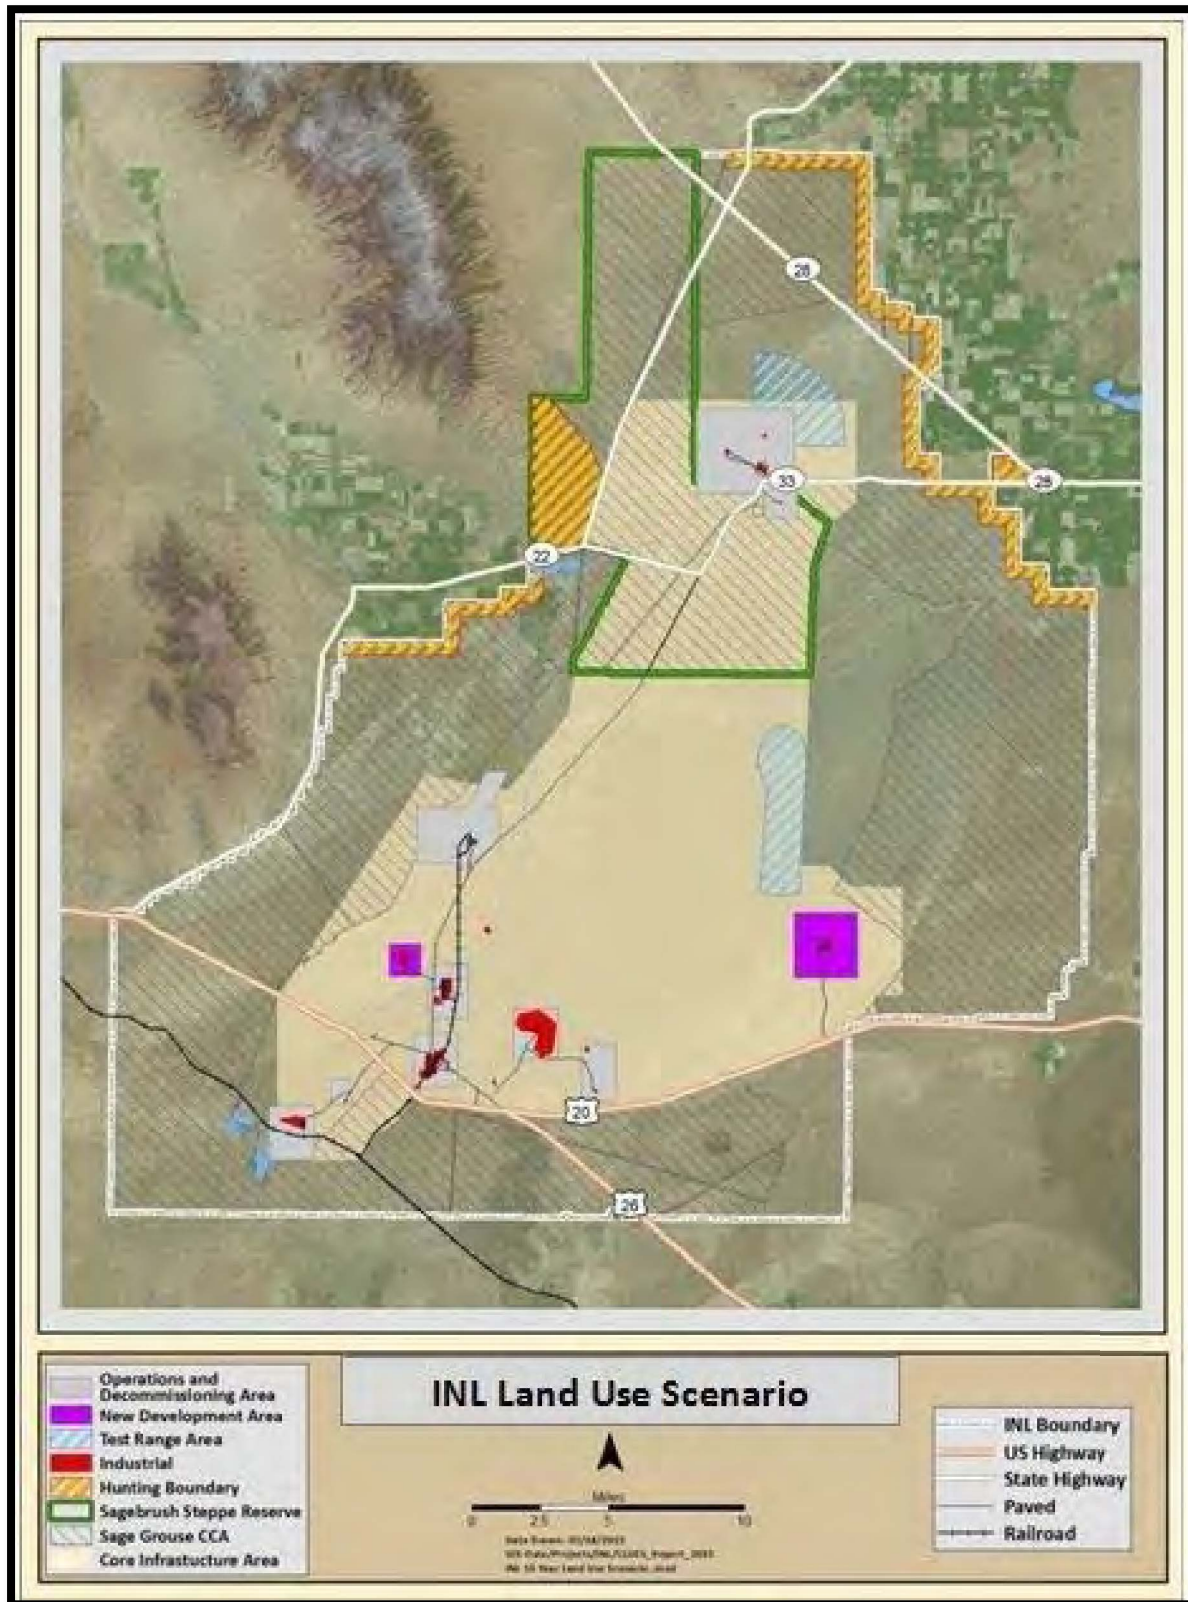 28
33
28
22
20
26
INL Land Use Scenario
Operations and
Decommissioning Area
New Development Area
Test Range Area
Industrial
Hunting Boundary
Sagebrush Steppe Reserve
Sage Grouse CCA
Core Infrastucture Area
Miles
0 2.5 5 10
INL Boundary
US Highway
State Highway
Paved
Railroad